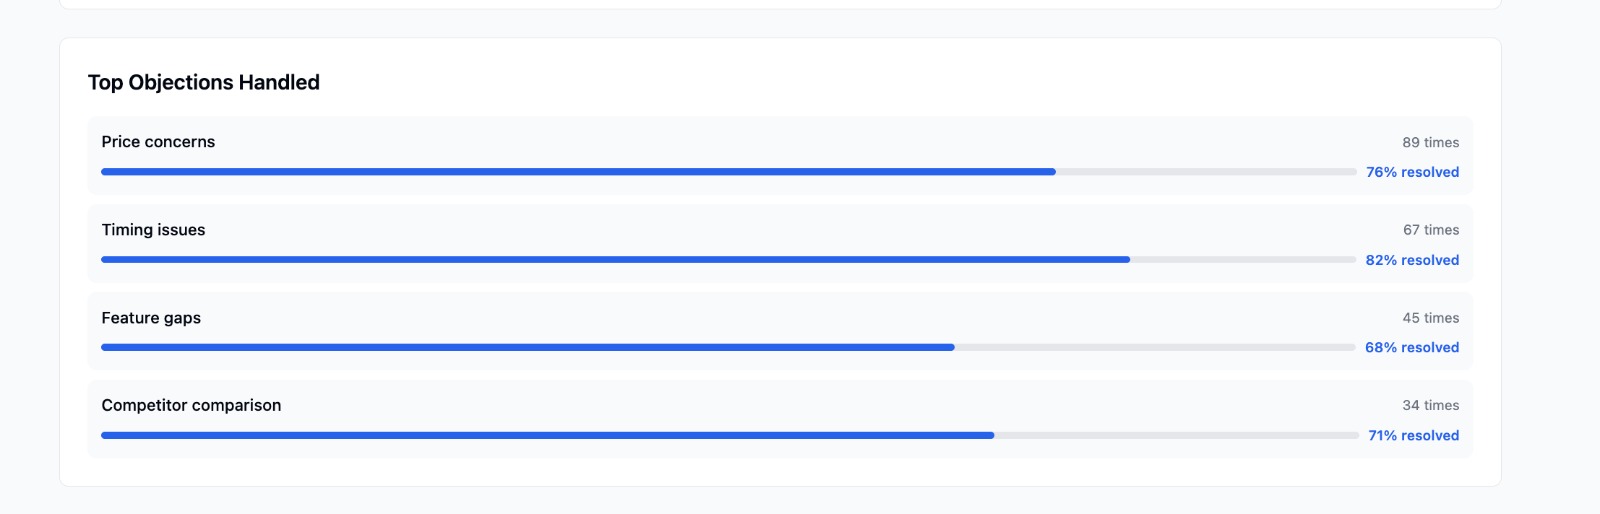 Top Objections Handled
Price concerns
89 times
76% resolved
Timing issues
67 times
82% resolved
Feature gaps
45 times
68% resolved
Competitor comparison
34 times
71% resolved